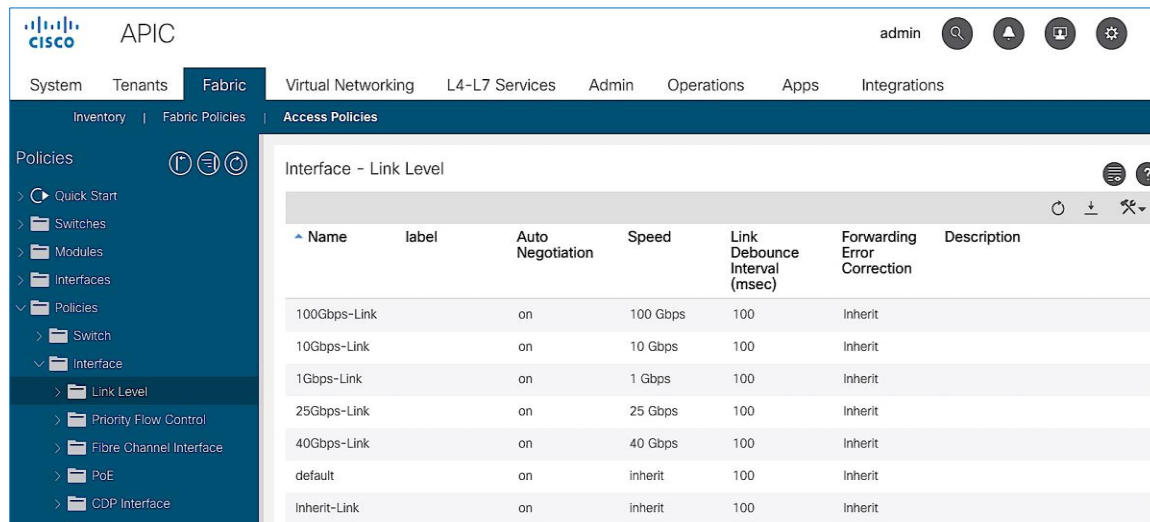 CISCO APIC admin
System Tenants Fabric Virtual Networking L4-L7 Services Admin Operations Apps Integrations
Inventory | Fabric Policies | Access Policies
Policies
Quick Start
Switches
Modules
Interfaces
Policies
Switch
Interface
Link Level
Priority Flow Control
Fibre Channel Interface
PoE
CDP Interface
Interface - Link Level
?
Name label Auto Negotiation Speed Link Debounce Interval (msec) Forwarding Error Correction Description
100Gbps-Link on 100 Gbps 100 Inherit
10Gbps-Link on 10 Gbps 100 Inherit
1Gbps-Link on 1 Gbps 100 Inherit
25Gbps-Link on 25 Gbps 100 Inherit
40Gbps-Link on 40 Gbps 100 Inherit
default on inherit 100 Inherit
Inherit-Link on inherit 100 Inherit